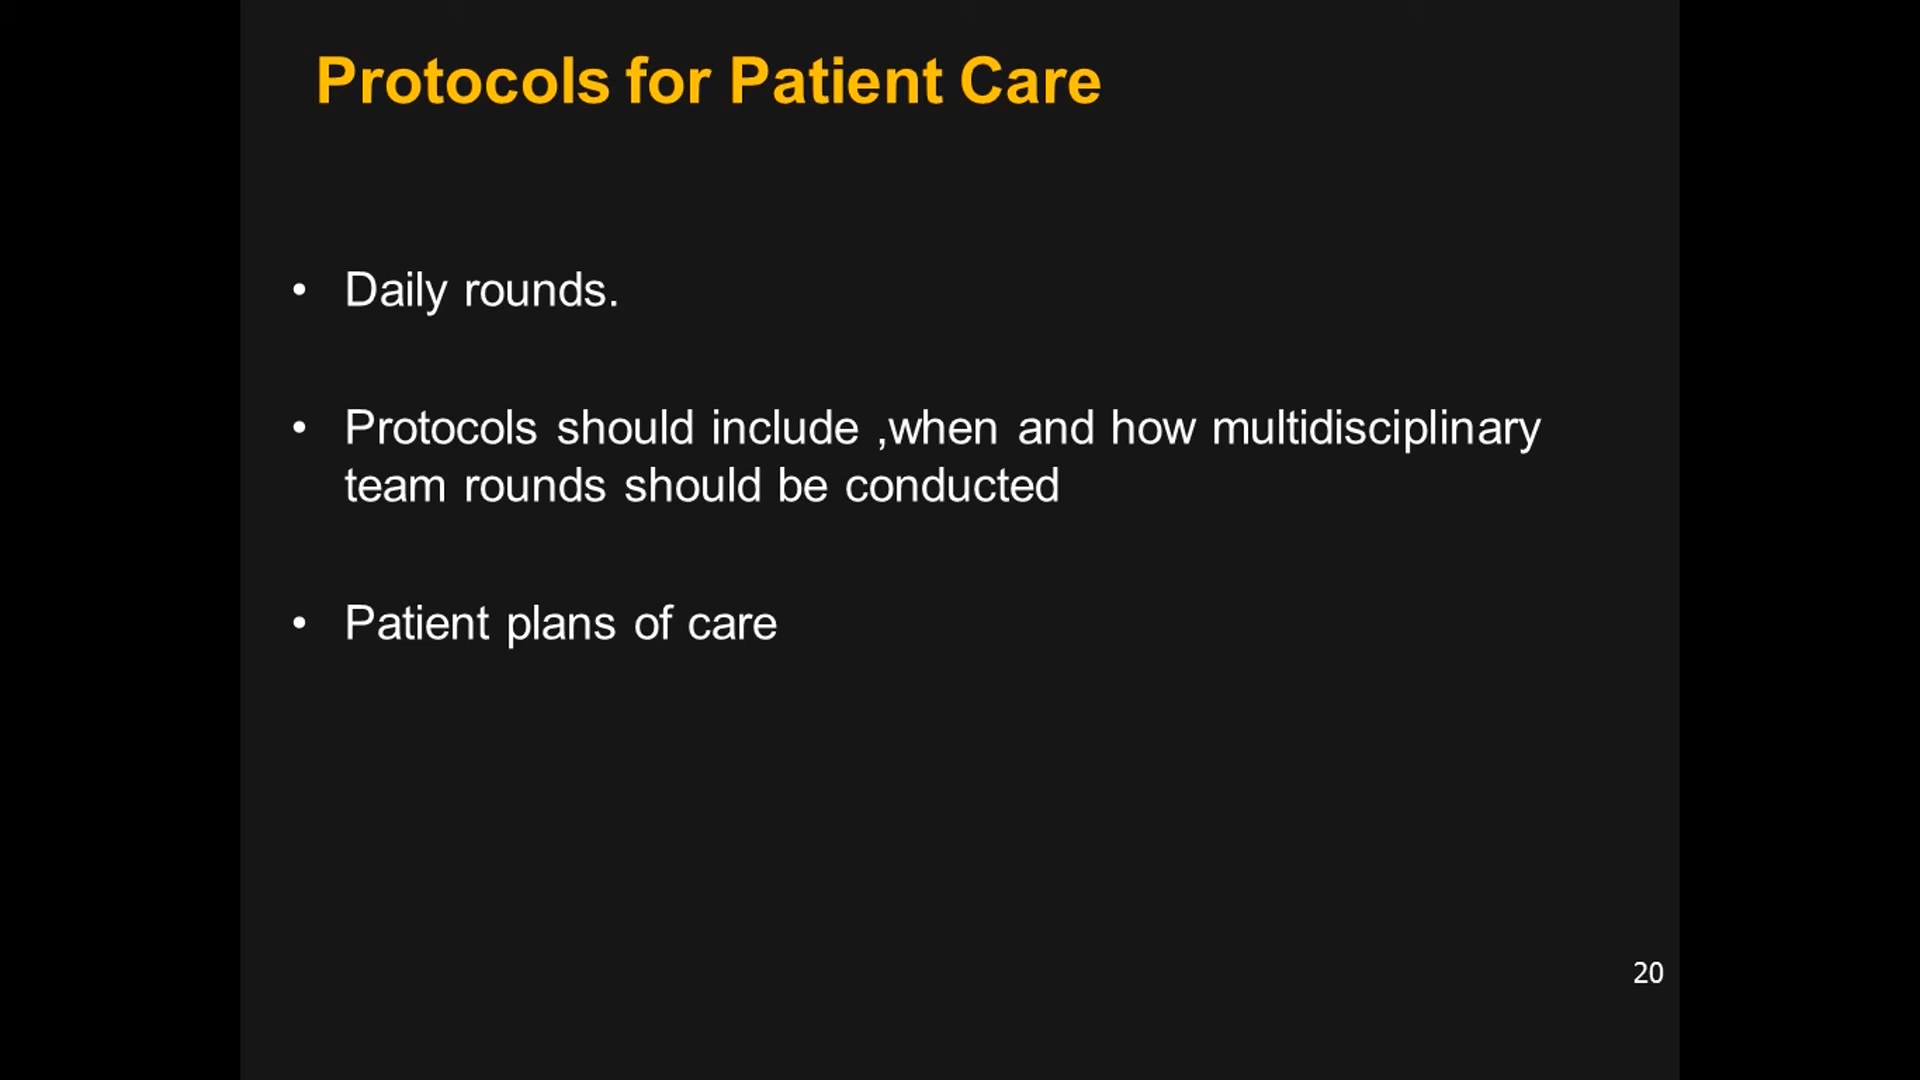 Protocols for Patient Care
• Daily rounds.
• Protocols should include ,when and how multidisciplinary
team rounds should be conducted
• Patient plans of care
20